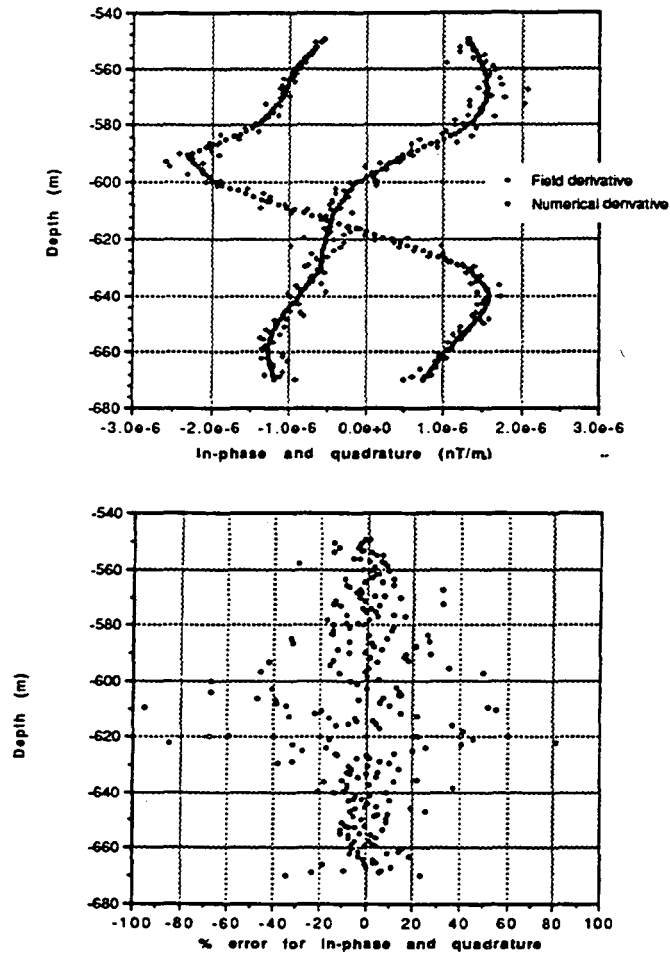 -540
-560
-580
-600
-620
-640
-660
-680
Depth (m)
Field derivative
Numerical derivative
-3.0e-6 -2.0e-6 -1.0e-6 0.00e+0 1.0e-6 2.0e-6 3.0e-6
In-phase and quadrature (nT/m)
-540
-560
-580
-600
-620
-640
-660
-680
Depth (m)
-100 -80 -60 -40 -20 0 20 40 60 80 100
% error for in-phase and quadrature